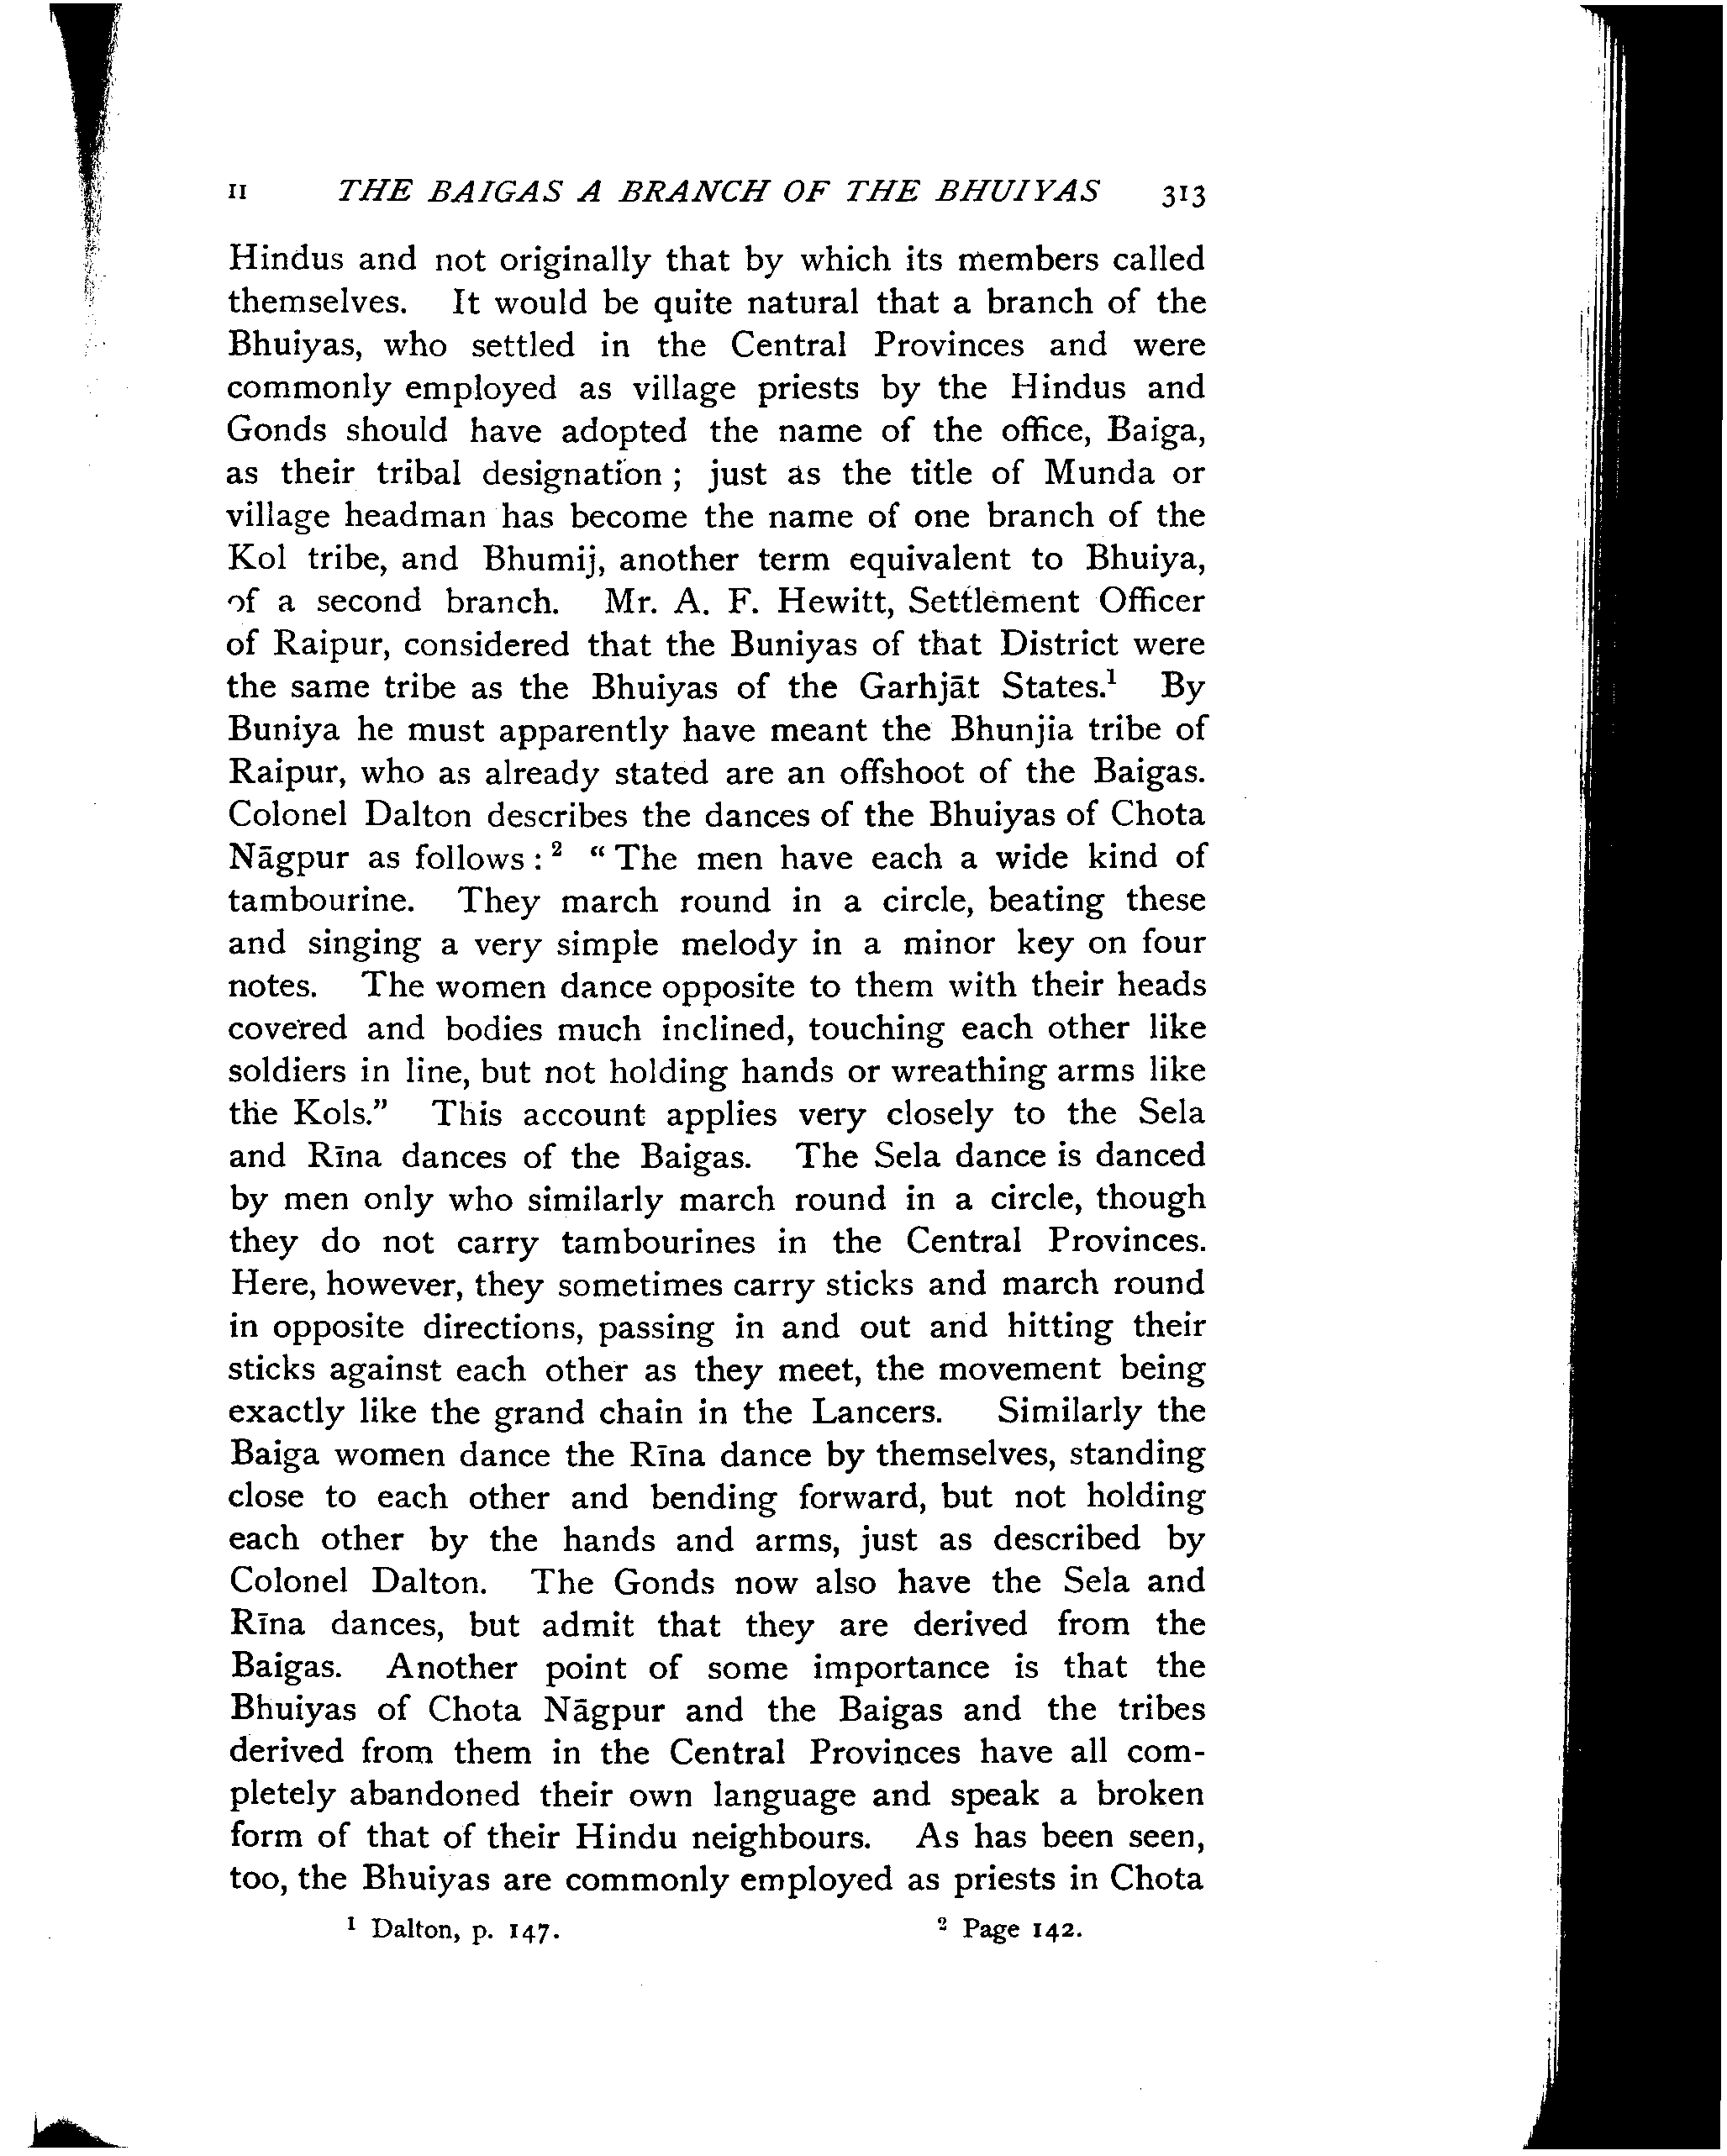 II THE BAIGAS A BRANCH OF THE BHUIYAS 313
Hindus and not originally that by which its members called
themselves. It would be quite natural that a branch of the
Bhuiyas, who settled in the Central Provinces and were
commonly employed as village priests by the Hindus and
Gonds should have adopted the name of the office, Baiga,
as their tribal designation ; just as the title of Munda or
village headman has become the name of one branch of the
Kol tribe, and Bhumij, another term equivalent to Bhuiya,
of a second branch. Mr. A. F. Hewitt, Settlement Officer
of Raipur, considered that the Buniyas of that District were
the same tribe as the Bhuiyas of the Garhjāt States.¹ By
Buniya he must apparently have meant the Bhunjia tribe of
Raipur, who as already stated are an offshoot of the Baigas.
Colonel Dalton describes the dances of the Bhuiyas of Chota
Nāgpur as follows : ² “ The men have each a wide kind of
tambourine. They march round in a circle, beating these
and singing a very simple melody in a minor key on four
notes. The women dance opposite to them with their heads
covered and bodies much inclined, touching each other like
soldiers in line, but not holding hands or wreathing arms like
the Kols.” This account applies very closely to the Sela
and Rīna dances of the Baigas. The Sela dance is danced
by men only who similarly march round in a circle, though
they do not carry tambourines in the Central Provinces.
Here, however, they sometimes carry sticks and march round
in opposite directions, passing in and out and hitting their
sticks against each other as they meet, the movement being
exactly like the grand chain in the Lancers. Similarly the
Baiga women dance the Rīna dance by themselves, standing
close to each other and bending forward, but not holding
each other by the hands and arms, just as described by
Colonel Dalton. The Gonds now also have the Sela and
Rīna dances, but admit that they are derived from the
Baigas. Another point of some importance is that the
Bhuiyas of Chota Nāgpur and the Baigas and the tribes
derived from them in the Central Provinces have all com-
pletely abandoned their own language and speak a broken
form of that of their Hindu neighbours. As has been seen,
too, the Bhuiyas are commonly employed as priests in Chota
¹ Dalton, p. 147. ² Page 142.